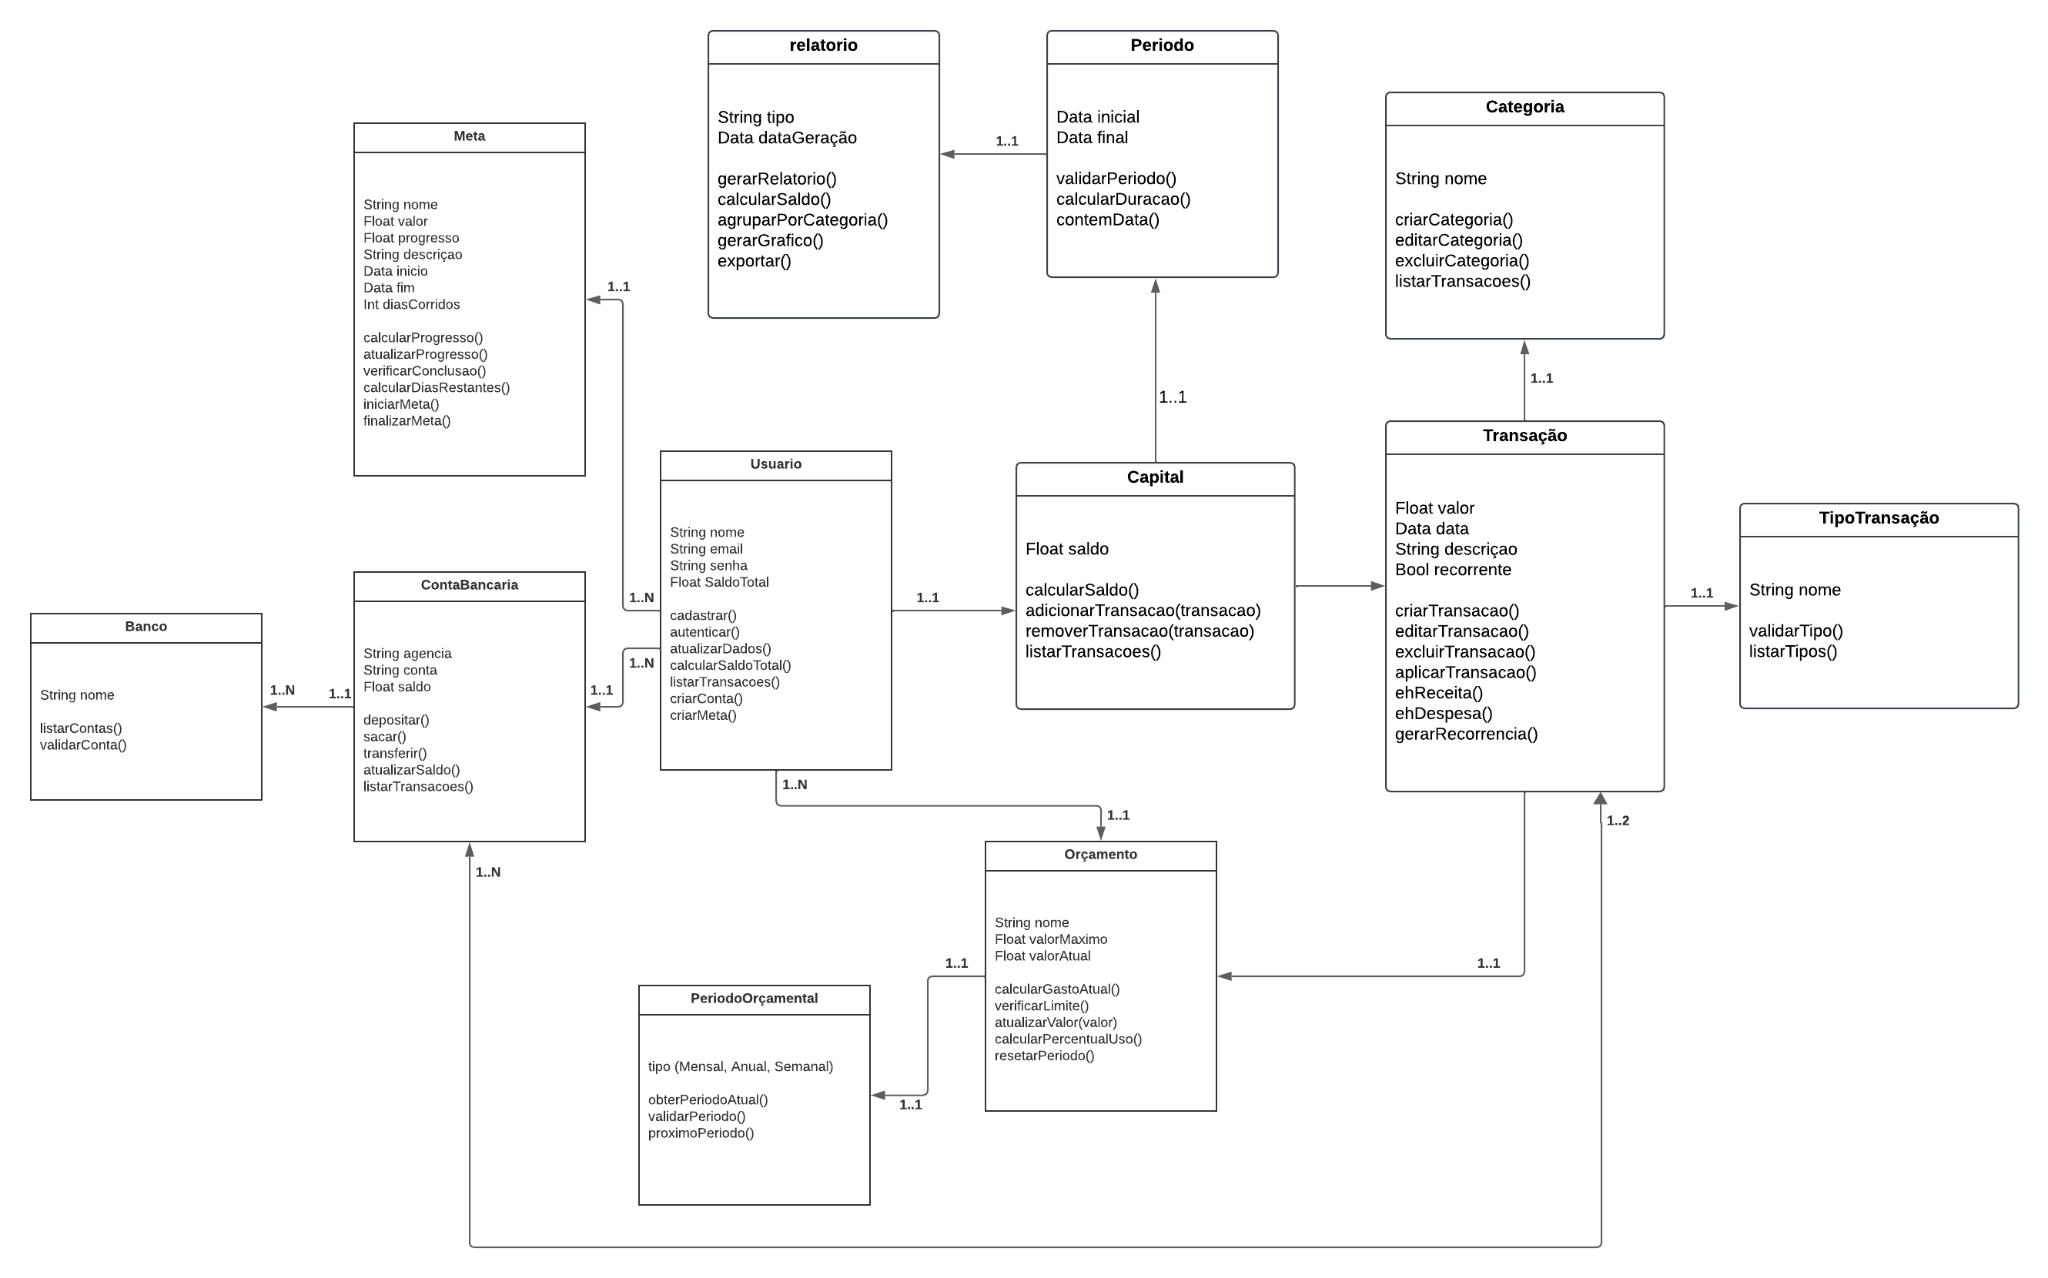 relatorio
String tipo
Data dataGeração
gerarRelatorio()
calcularSaldo()
agruparPorCategoria()
gerarGrafico()
exportar()
1..1
Periodo
Data inicial
Data final
validarPeriodo()
calcularDuracao()
contemData()
Categoria
String nome
criarCategoria()
editarCategoria()
excluirCategoria()
listarTransacoes()
Meta
String nome
Float valor
Float progresso
String descriçao
Data inicio
Data fim
Int diasCorridos
calcularProgresso()
atualizarProgresso()
verificarConclusao()
calcularDiasRestantes()
iniciarMeta()
finalizarMeta()
1..1
1..1
1..1
Usuario
String nome
String email
String senha
Float SaldoTotal
cadastrar()
autenticar()
atualizarDados()
calcularSaldoTotal()
listarTransacoes()
criarConta()
criarMeta()
1..N
1..N
1..1
1..1
Capital
Float saldo
calcularSaldo()
adicionarTransacao(transacao)
removerTransacao(transacao)
listarTransacoes()
Transação
Float valor
Data data
String descriçao
Bool recorrente
criarTransacao()
editarTransacao()
excluirTransacao()
aplicarTransacao()
ehReceita()
ehDespesa()
gerarRecorrencia()
1..1
TipoTransação
String nome
validarTipo()
listarTipos()
Banco
String nome
listarContas()
validarConta()
1..N
1..1
ContaBancaria
String agencia
String conta
Float saldo
depositar()
sacar()
transferir()
atualizarSaldo()
listarTransacoes()
1..N
1..N
1..1
1..2
Orçamento
String nome
Float valorMaximo
Float valorAtual
calcularGastoAtual()
verificarLimite()
atualizarValor(valor)
calcularPercentualUso()
resetarPeriodo()
1..1
1..1
PeriodoOrçamental
tipo (Mensal, Anual, Semanal)
obterPeriodoAtual()
validarPeriodo()
proximoPeriodo()
1..1